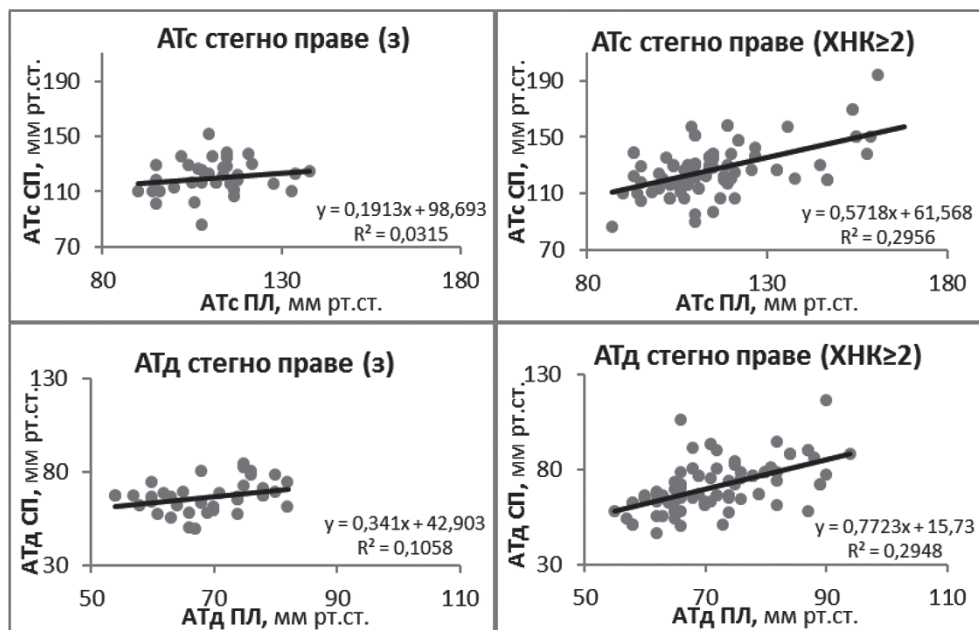 АТс стегно праве (з)
190
150
110
70
АТс СП, мм рт.ст.
y = 0,1913x + 98,693
R² = 0,0315
80
130
180
АТс ПЛ, мм рт.ст.
АТс стегно праве (ХНК≥2)
190
150
110
70
АТс СП, мм рт.ст.
y = 0,5718x + 61,568
R² = 0,2956
80
130
180
АТс ПЛ, мм рт.ст.
АТд стегно праве (з)
130
80
30
АТд СП, мм рт.ст.
y = 0,341x + 42,903
R² = 0,1058
50
70
90
110
АТд ПЛ, мм рт.ст.
АТд стегно праве (ХНК≥2)
130
80
30
АТд СП, мм рт.ст.
y = 0,7723x + 15,73
R² = 0,2948
50
70
90
110
АТд ПЛ, мм рт.ст.